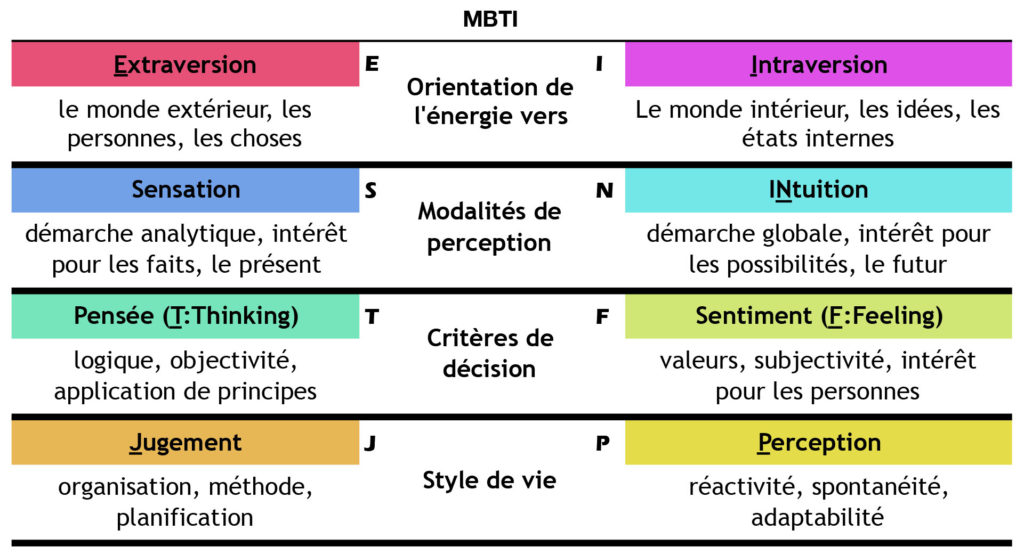 MBTI
Extraversion E I Intraversion
Orientation de
l'énergie vers
le monde extérieur, les
personnes, les choses
Le monde intérieur, les idées, les
états internes
Sensation S N INtuition
Modalités de
perception
démarche analytique, intérêt
pour les faits, le présent
démarche globale, intérêt pour
les possibilités, le futur
Pensée (T:Thinking) T F Sentiment (F:Feeling)
Critères de
décision
logique, objectivité,
application de principes
valeurs, subjectivité, intérêt
pour les personnes
Jugement J P Perception
Style de vie
organisation, méthode,
planification
réactivité, spontanéité,
adaptabilité